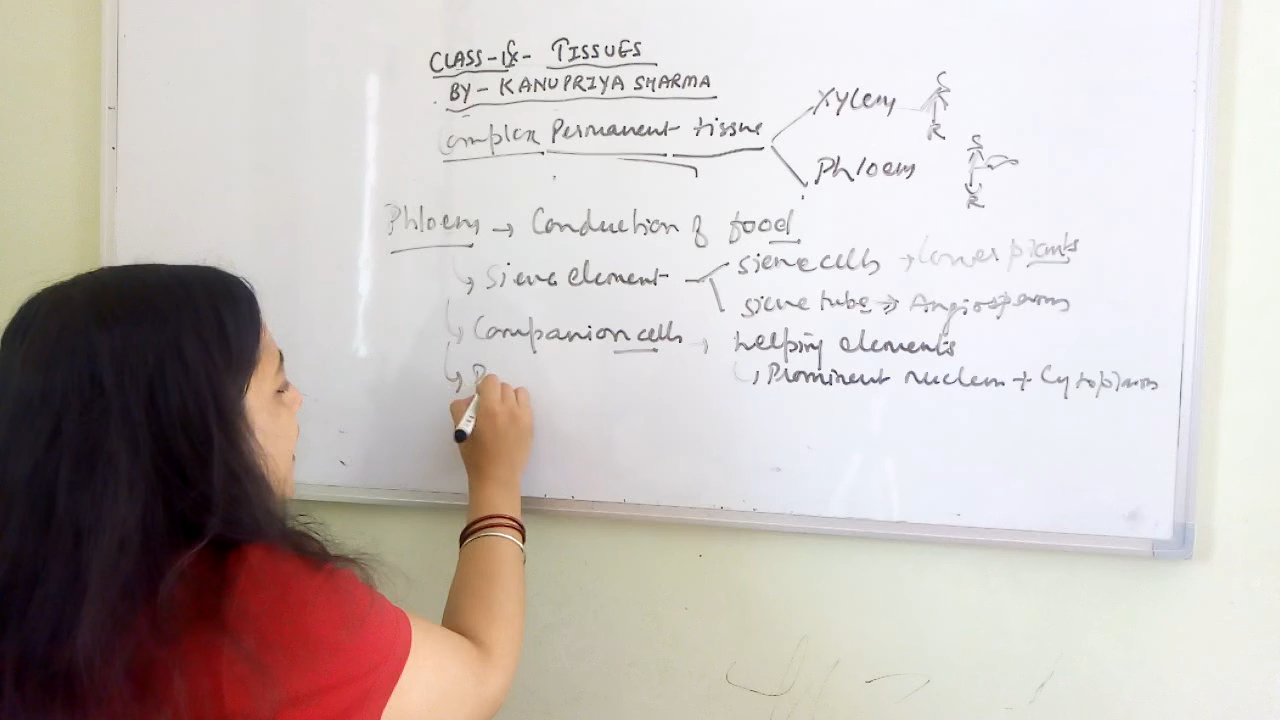 CLASS-IX- TISSUES
BY- KANUPRIYA SHARMA
Complex Permanent tissue
Xylem
S
R
Phloem
S
R
Phloem → Conduction of food
↳ Sieve element
sieve cells → Lower plants
sieve tube → Angiosperms
↳ Companion cells → helping elements
↳ Prominent nucleus + Cytoplasm
↳ P